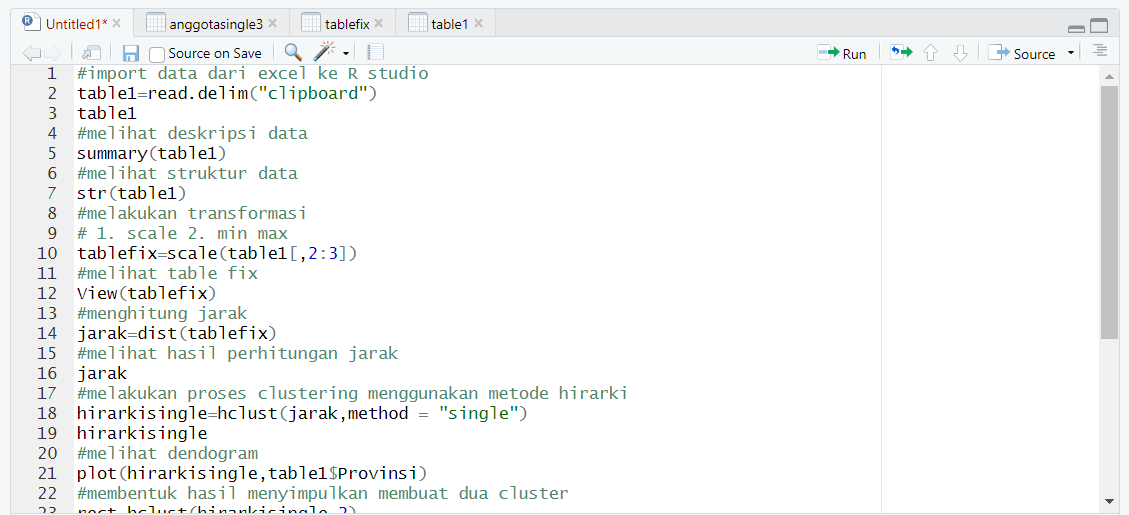 Untitled1* anggotasingle3 tablefix table1
Source on Save Run Source
1 #import data dari excel ke R studio
2 table1=read.delim("clipboard")
3 table1
4 #melihat deskripsi data
5 summary(table1)
6 #melihat struktur data
7 str(table1)
8 #melakukan transformasi
9 # 1. scale 2. min max
10 tablefix=scale(table1[,2:3])
11 #melihat table fix
12 View(tablefix)
13 #menghitung jarak
14 jarak=dist(tablefix)
15 #melihat hasil perhitungan jarak
16 jarak
17 #melakukan proses clustering menggunakan metode hirarki
18 hirarkisingle=hclust(jarak,method = "single")
19 hirarkisingle
20 #melihat dendogram
21 plot(hirarkisingle,table1$Provinsi)
22 #membentuk hasil menyimpulkan membuat dua cluster
23 rect.hclust(hirarkisingle,2)